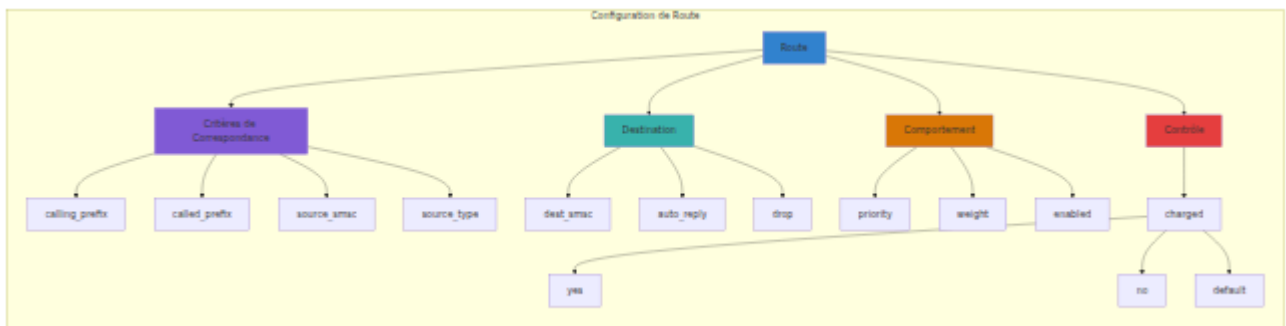 Configuration de Route
Route
Critères de
Correspondance
Destination
Comportement
Contrôle
calling_prefix
called_prefix
source_smsc
source_type
dest_smsc
auto_reply
drop
priority
weight
enabled
charged
yes
no
default